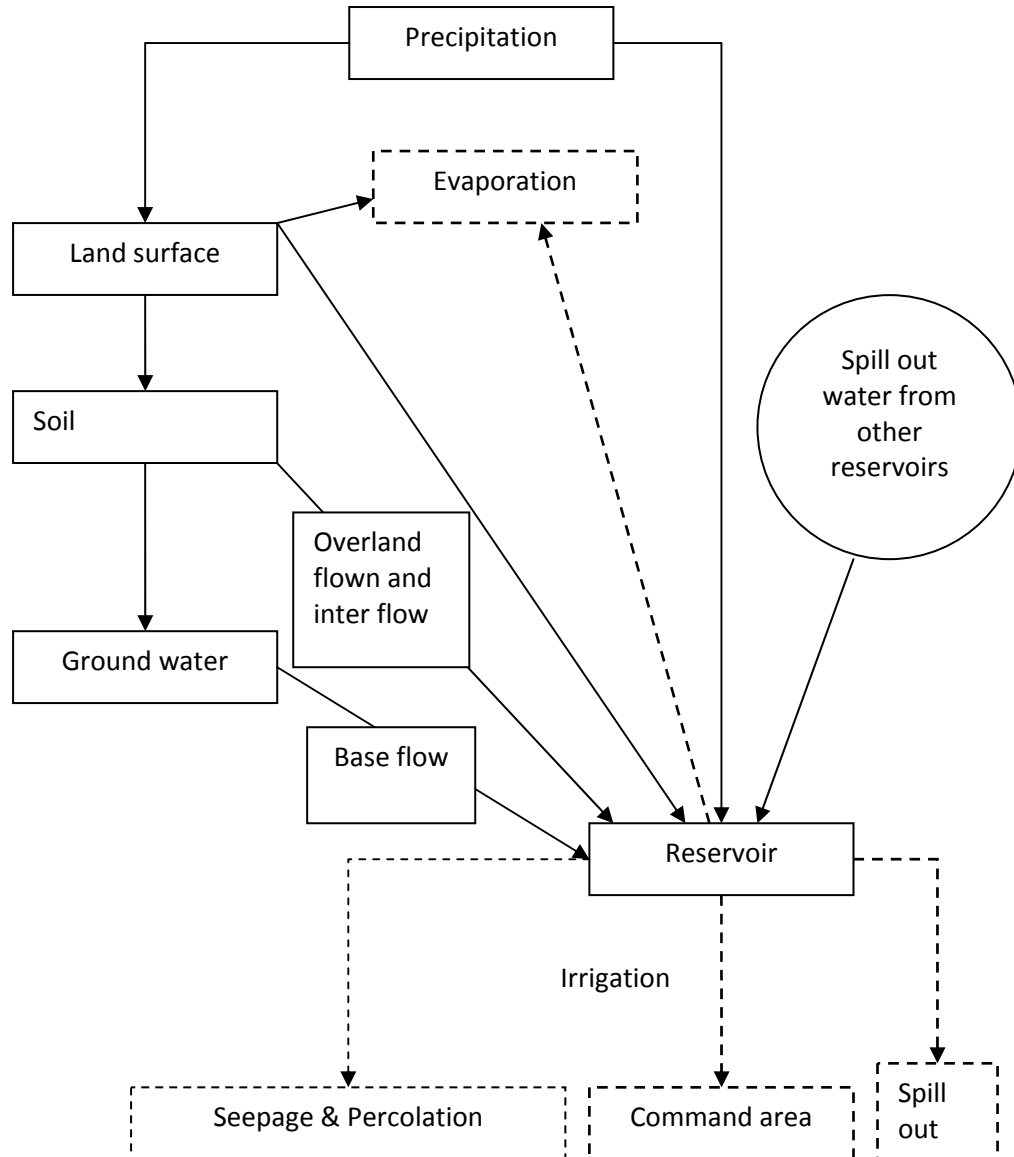 Precipitation
Evaporation
Land surface
Spill out
water from
other
reservoirs
Soil
Overland
flown and
inter flow
Ground water
Base flow
Reservoir
Irrigation
Seepage & Percolation
Command area
Spill
out